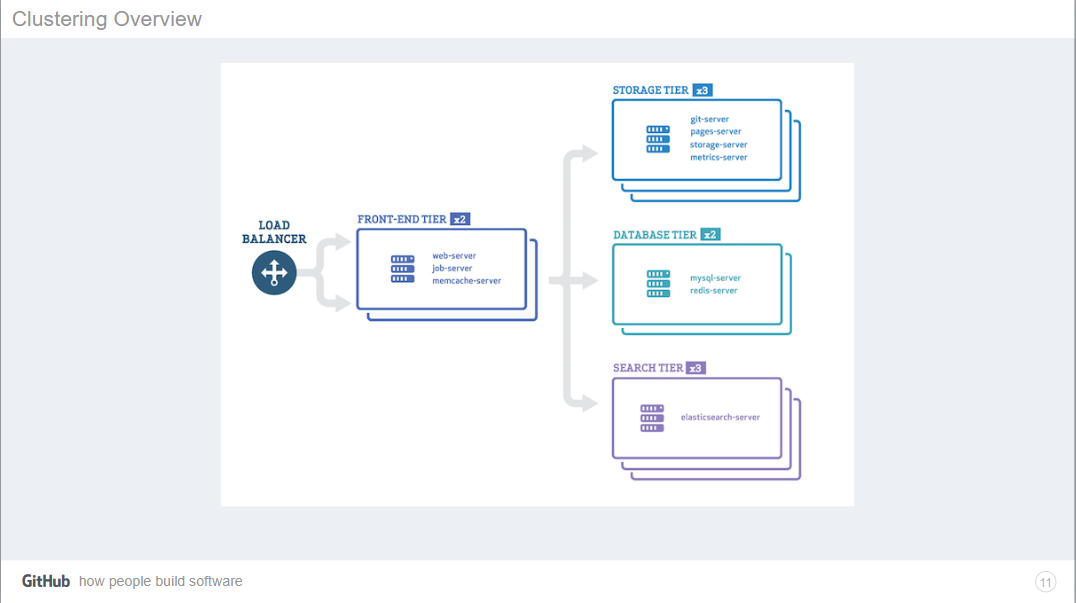 Clustering Overview
LOAD
BALANCER
FRONT-END TIER x2
web-server
job-server
memcache-server
STORAGE TIER x3
git-server
pages-server
storage-server
metrics-server
DATABASE TIER x2
mysql-server
redis-server
SEARCH TIER x3
elasticsearch-server
GitHub how people build software
11